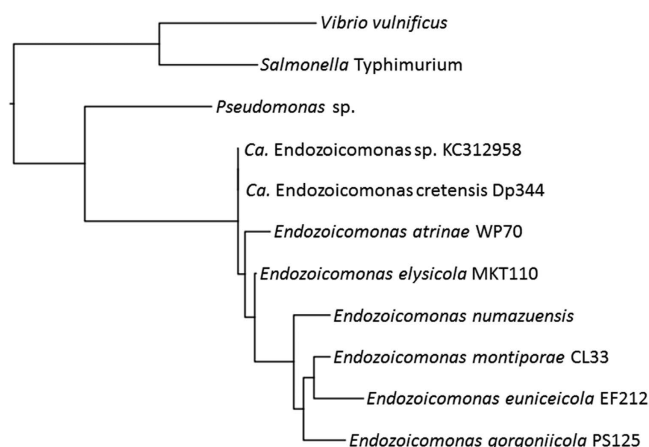 Vibrio vulnificus
Salmonella Typhimurium
Pseudomonas sp.
Ca. Endozoicomonas sp. KC312958
Ca. Endozoicomonas cretensis Dp344
Endozoicomonas atrinae WP70
Endozoicomonas elysicola MKT110
Endozoicomonas numazuensis
Endozoicomonas montiporae CL33
Endozoicomonas euniceicola EF212
Endozoicomonas gorgoniicola PS125